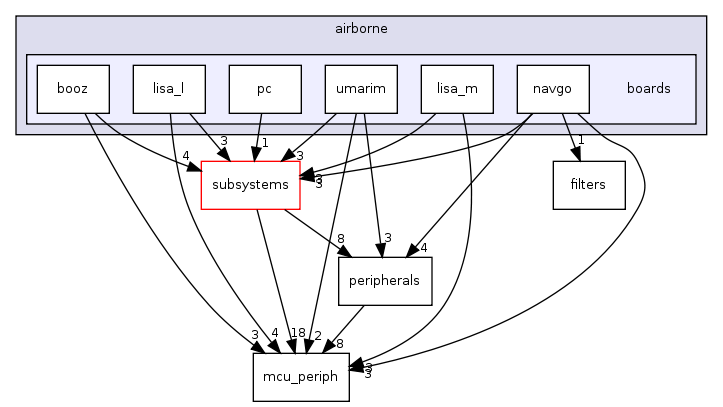 airborne
booz
lisa_l
pc
umarim
lisa_m
navgo
boards
4
3
1
3
3
3
1
subsystems
filters
8
3
4
peripherals
3
4
18
2
8
3
3
mcu_periph